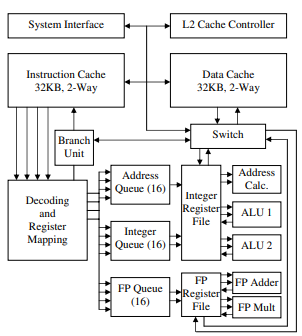 System Interface
L2 Cache Controller
Instruction Cache
32KB, 2-Way
Data Cache
32KB, 2-Way
Branch
Unit
Switch
Decoding
and
Register
Mapping
Address
Queue (16)
Integer
Register
File
Address
Calc.
Integer
Queue (16)
ALU 1
ALU 2
FP Queue
(16)
FP
Register
File
FP Adder
FP Mult